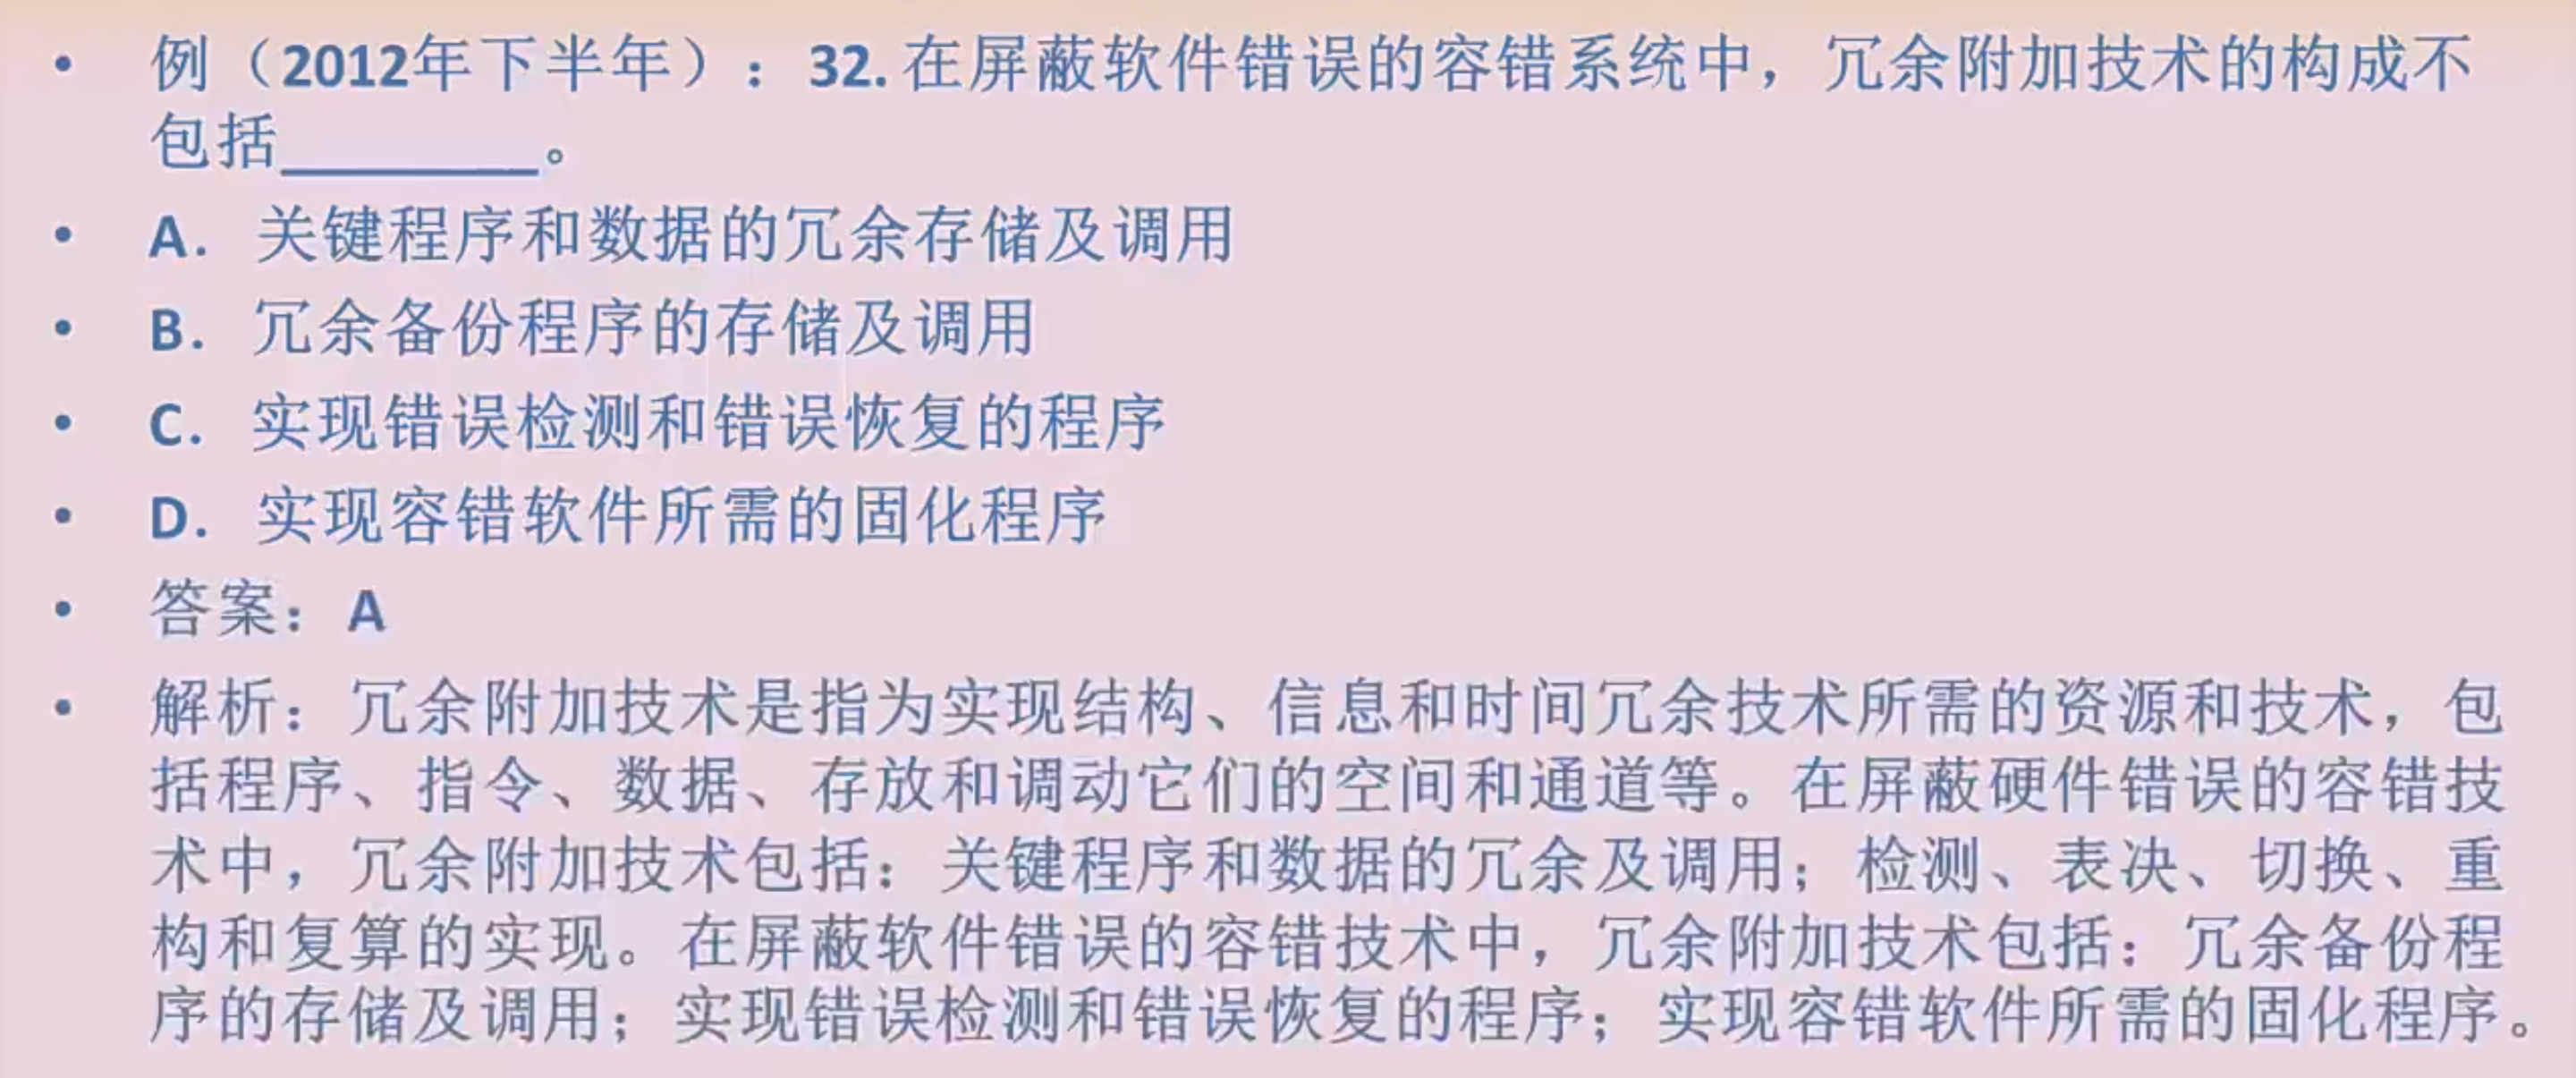 • 例（2012年下半年）：32.在屏蔽软件错误的容错系统中，冗余附加技术的构成不
包括________。
• A. 关键程序和数据的冗余存储及调用
• B. 冗余备份程序的存储及调用
• C. 实现错误检测和错误恢复的程序
• D. 实现容错软件所需的固化程序
• 答案：A
• 解析：冗余附加技术是指为实现结构、信息和时间冗余技术所需的资源和技术，包
括程序、指令、数据、存放和调动它们的空间和通道等。在屏蔽硬件错误的容错技
术中，冗余附加技术包括：关键程序和数据的冗余及调用；检测、表决、切换、重
构和复算的实现。在屏蔽软件错误的容错技术中，冗余附加技术包括：冗余备份程
序的存储及调用；实现错误检测和错误恢复的程序；实现容错软件所需的固化程序。